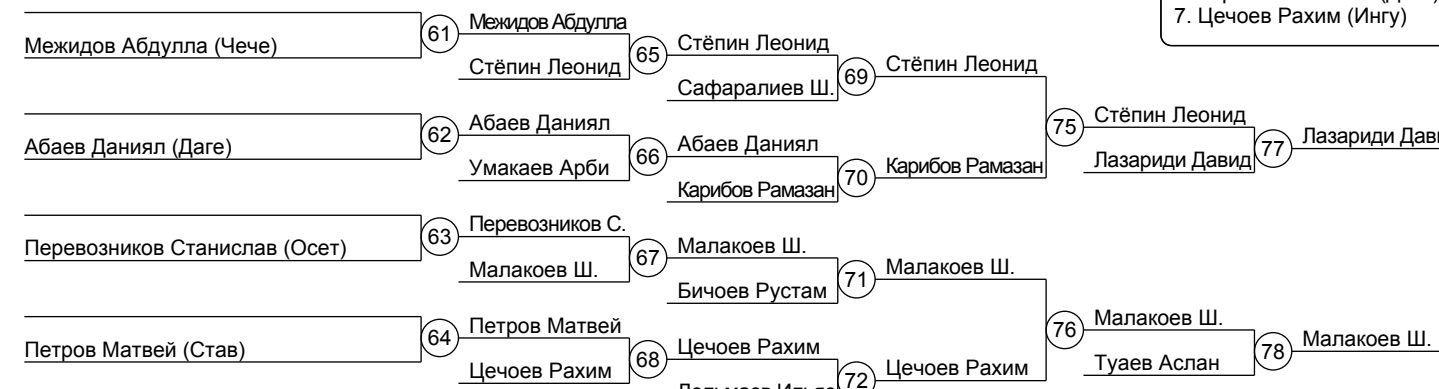 7. Цечоев Рахим (Ингу)
Межидов Абдулла (Чече)
61
Межидов Абдулла
Стёпин Леонид
65
Стёпин Леонид
Сафаралиев Ш.
69
Стёпин Леонид
Абаев Даниял (Даге)
62
Абаев Даниял
Умакаев Арби
66
Абаев Даниял
Карибов Рамазан
70
Карибов Рамазан
75
Стёпин Леонид
Лазариди Давид
77
Лазариди
Перевозников Станислав (Осет)
63
Перевозников С.
Малакоев Ш.
67
Малакоев Ш.
Бичоев Рустам
71
Малакоев Ш.
Петров Матвей (Став)
64
Петров Матвей
Цечоев Рахим
68
Цечоев Рахим
72
Цечоев Рахим
76
Малакоев Ш.
Туаев Аслан
78
Малакоев Ш.